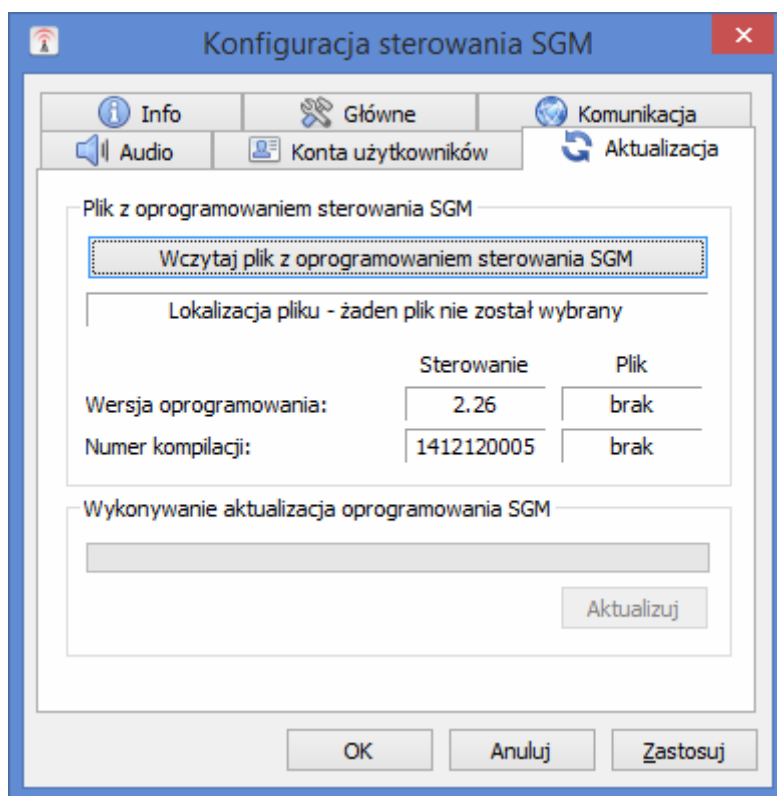 Konfiguracja sterowania SGM
Info Główne Komunikacja
Audio Konta użytkowników Aktualizacja
Plik z oprogramowaniem sterowania SGM
Wczytaj plik z oprogramowaniem sterowania SGM
Lokalizacja pliku - żaden plik nie został wybrany
Sterowanie Plik
Wersja oprogramowania: 2.26 brak
Numer kompilacji: 1412120005 brak
Wykonywanie aktualizacja oprogramowania SGM
Aktualizuj
OK Anuluj Zastosuj